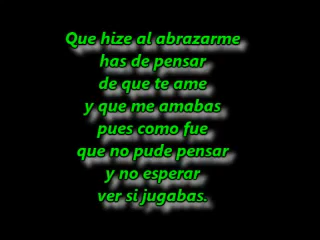 Que hize al abrazarme
has de pensar
de que te ame
y que me amabas
pues como fue
que no pude pensar
y no esperar
ver si jugabas.